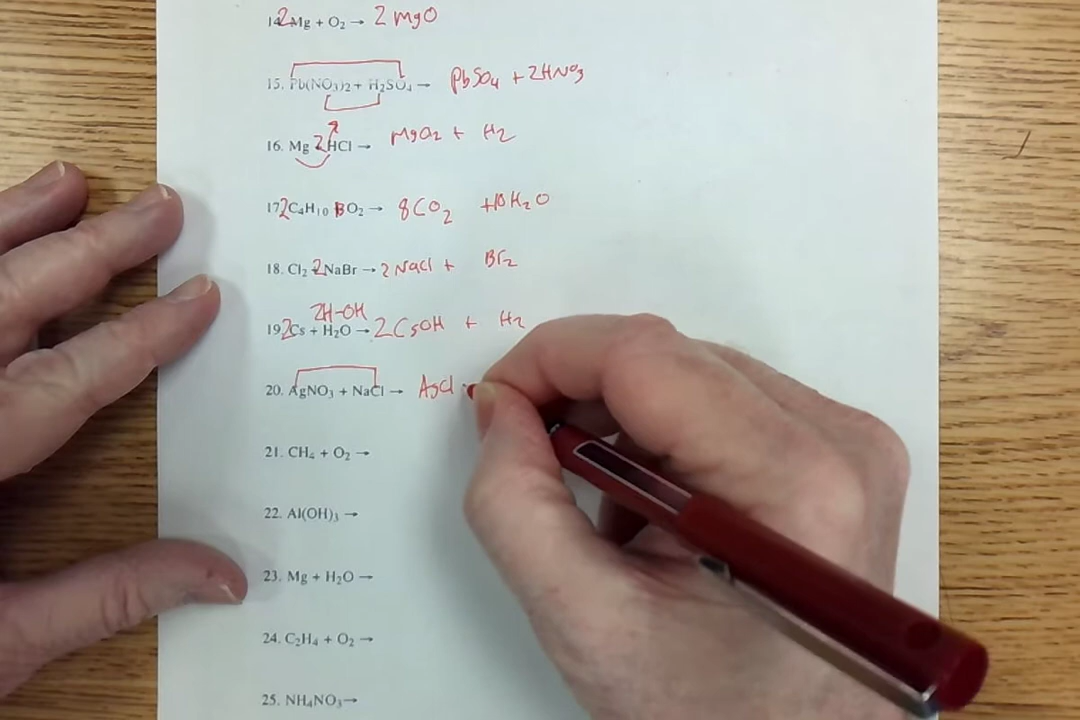 14. 2Mg + O₂ → 2 MgO
15. Pb(NO₃)2 + H₂SO₄ → PbSO₄ + 2HNO₃
16. Mg 2HCl → MgCl₂ + H₂
17. 2C₄H₁₀ 13O₂ → 8CO₂ + 10H₂O
18. Cl₂ 2NaBr → 2NaCl + Br₂
2H-OH
19. 2Cs + H₂O → 2CsOH + H₂
20. AgNO₃ + NaCl → AgCl
21. CH₄ + O₂ →
22. Al(OH)₃ →
23. Mg + H₂O →
24. C₂H₄ + O₂ →
25. NH₄NO₃ →